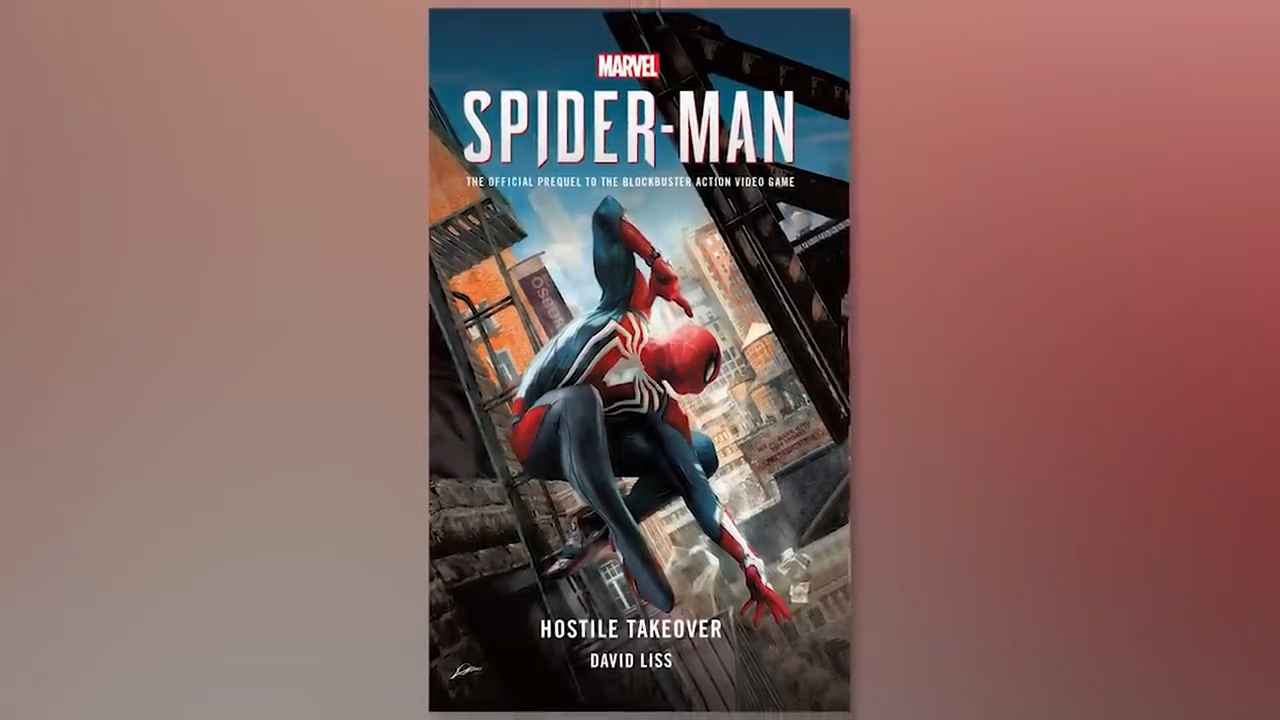 MARVEL
SPIDER-MAN
THE OFFICIAL PREQUEL TO THE BLOCKBUSTER ACTION VIDEO GAME
HOSTILE TAKEOVER
DAVID LISS